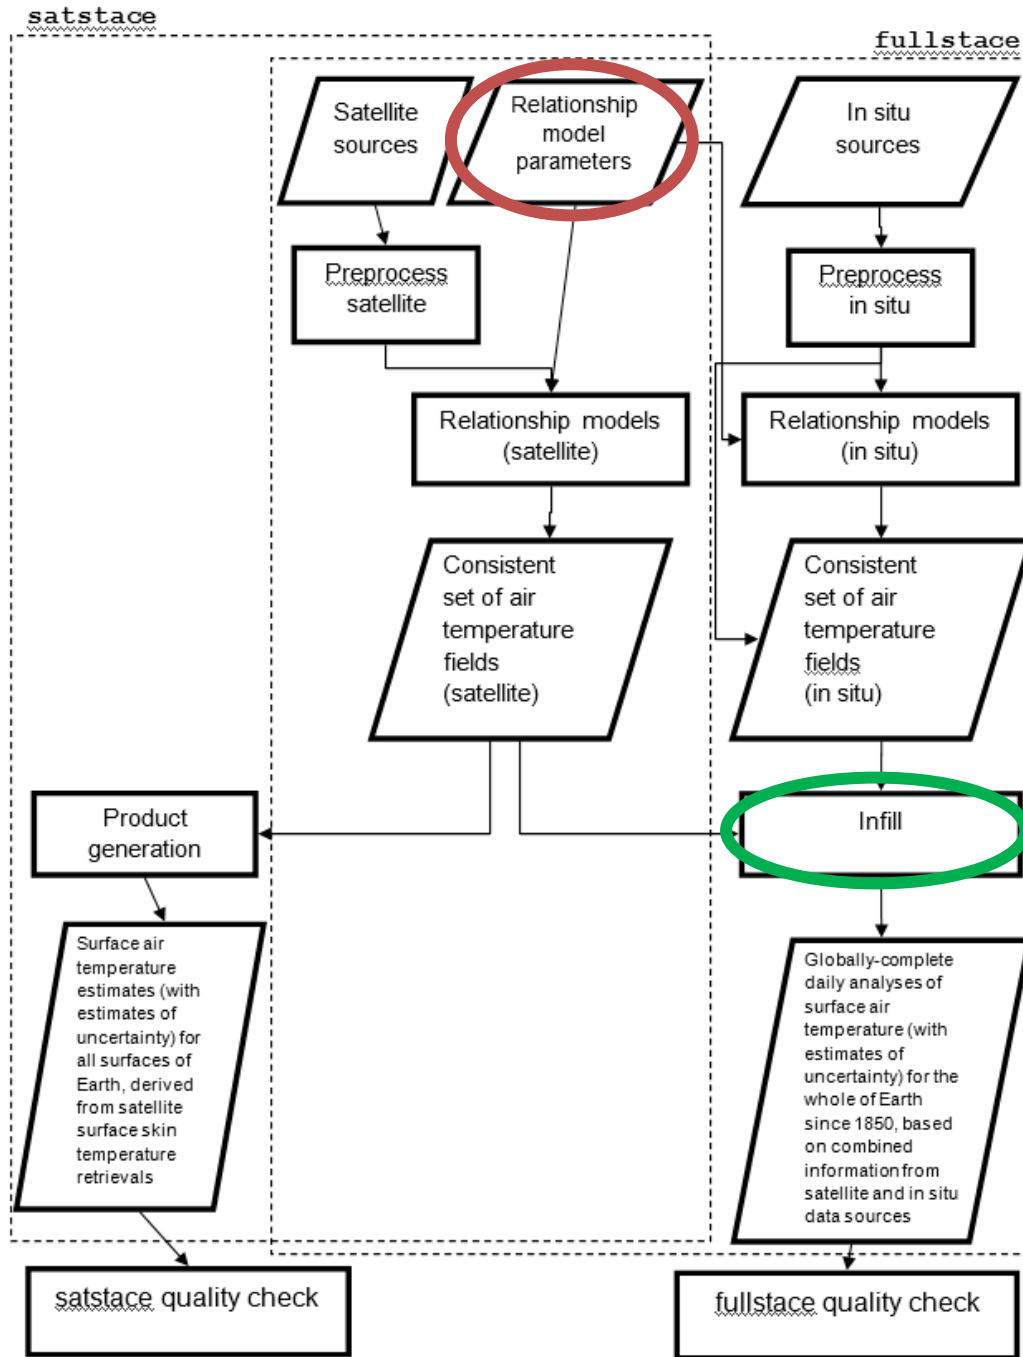 satstace
fullstace
Satellite
sources
Relationship
model
parameters
In situ
sources
Preprocess
satellite
Preprocess
in situ
Relationship models
(satellite)
Relationship models
(in situ)
Consistent
set of air
temperature
fields
(satellite)
Consistent
set of air
temperature
fields
(in situ)
Product
generation
Infill
Surface air
temperature
estimates (with
estimates of
uncertainty) for
all surfaces of
Earth, derived
from satellite
surface skin
temperature
retrievals
Globally-complete
daily analyses of
surface air
temperature (with
estimates of
uncertainty) for the
whole of Earth
since 1850, based
on combined
information from
satellite and in situ
data sources
satstace quality check
fullstace quality check